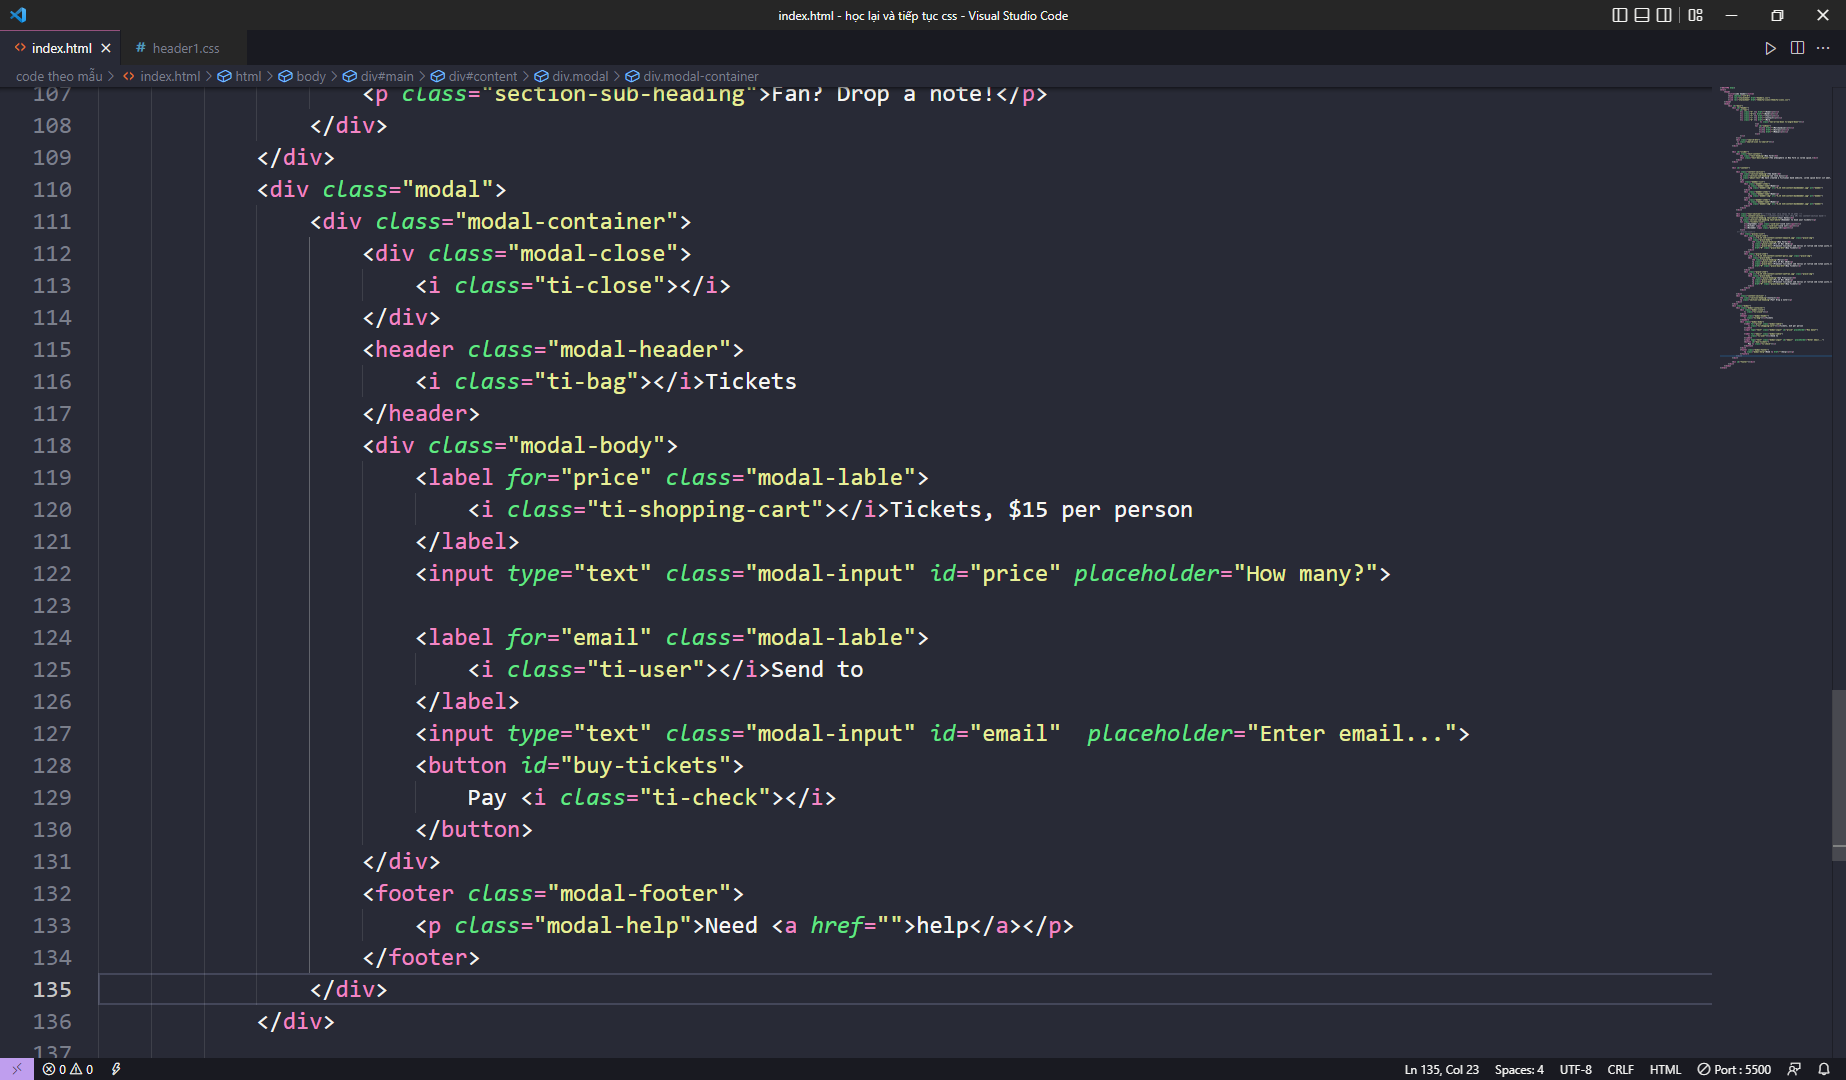 index.html - học lại và tiếp tục css - Visual Studio Code
index.html
# header1.css
code theo mẫu > index.html > html > body > div#main > div#content > div.modal > div.modal-container
107 <p class="section-sub-heading">Fan? Drop a note!</p>
108 </div>
109 </div>
110 <div class="modal">
111 <div class="modal-container">
112 <div class="modal-close">
113 <i class="ti-close"></i>
114 </div>
115 <header class="modal-header">
116 <i class="ti-bag"></i>Tickets
117 </header>
118 <div class="modal-body">
119 <label for="price" class="modal-lable">
120 <i class="ti-shopping-cart"></i>Tickets, $15 per person
121 </label>
122 <input type="text" class="modal-input" id="price" placeholder="How many?">
123
124 <label for="email" class="modal-lable">
125 <i class="ti-user"></i>Send to
126 </label>
127 <input type="text" class="modal-input" id="email"  placeholder="Enter email...">
128 <button id="buy-tickets">
129 Pay <i class="ti-check"></i>
130 </button>
131 </div>
132 <footer class="modal-footer">
133 <p class="modal-help">Need <a href="">help</a></p>
134 </footer>
135 </div>
136 </div>
137
0 0 Ln 135, Col 23 Spaces: 4 UTF-8 CRLF HTML Port : 5500